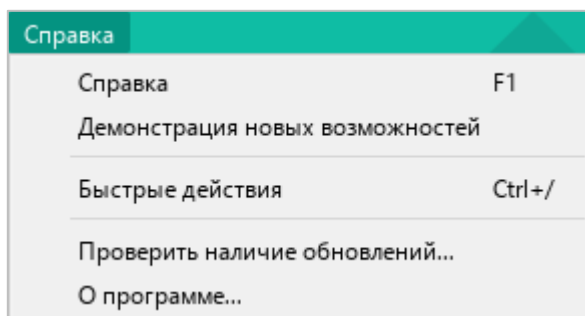 Справка
Справка F1
Демонстрация новых возможностей
Быстрые действия Ctrl+/
Проверить наличие обновлений...
О программе...